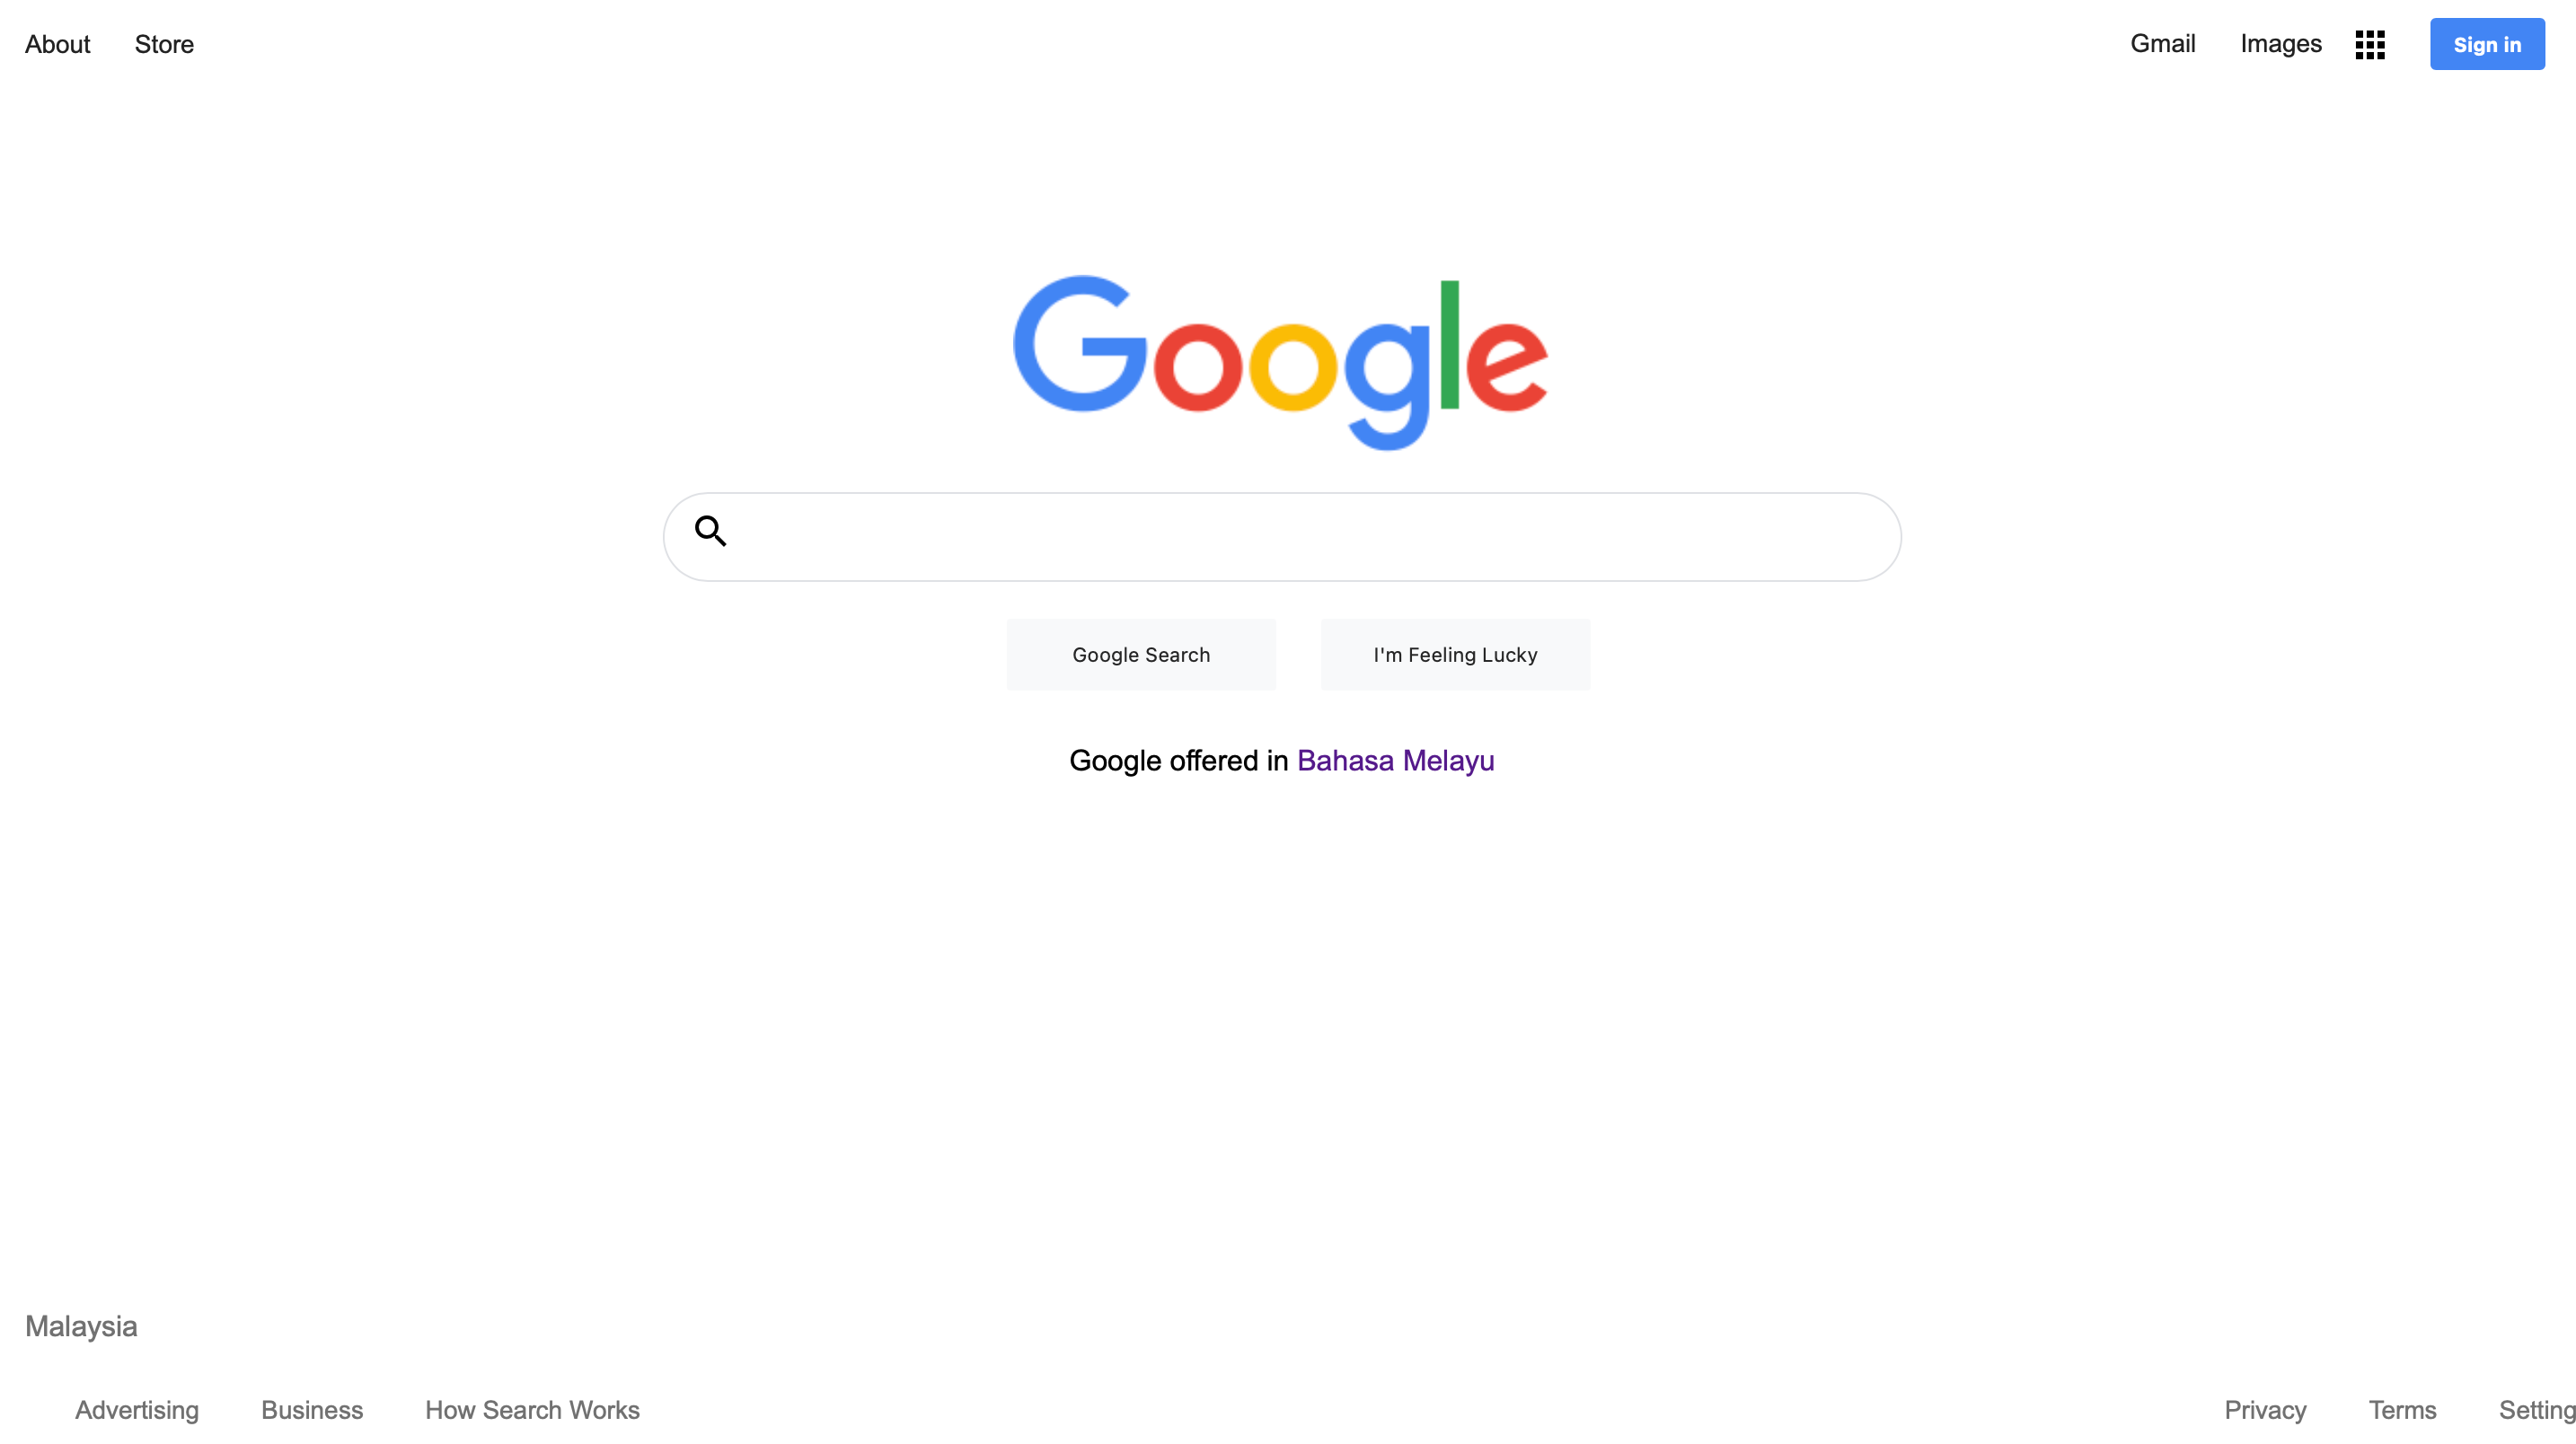 About Store Gmail Images Sign in
Google
Google Search I'm Feeling Lucky
Google offered in Bahasa Melayu
Malaysia
Advertising Business How Search Works Privacy Terms Setting